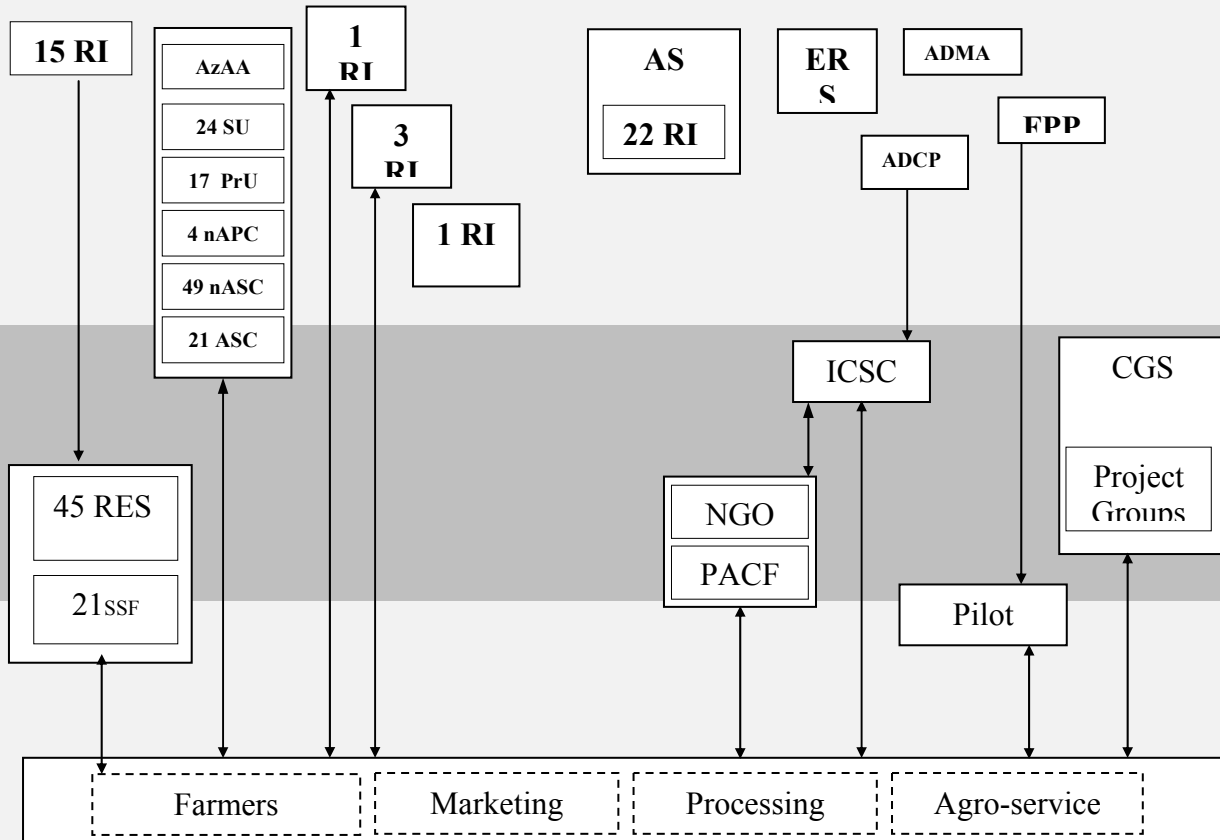 15 RI
AzAA
24 SU
17 PrU
4 nAPC
49 nASC
21 ASC
1
RI
3
RI
1 RI
AS
22 RI
ER
S
ADMA
ADCP
ICSC
CGS
Project
Groups
45 RES
21SSF
NGO
PACF
Pilot
Farmers
Marketing
Processing
Agro-service